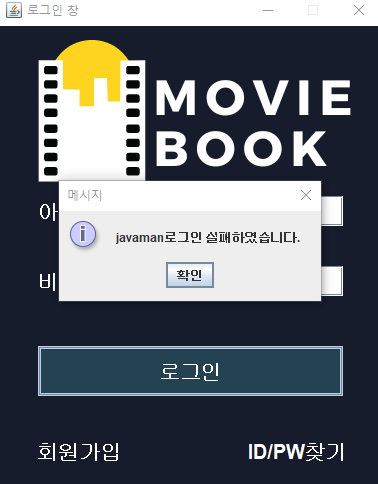 로그인 창
MOVIE
BOOK
메시지
아
javaman로그인 실패하였습니다.
비
확인
로그인
회원가입
ID/PW찾기